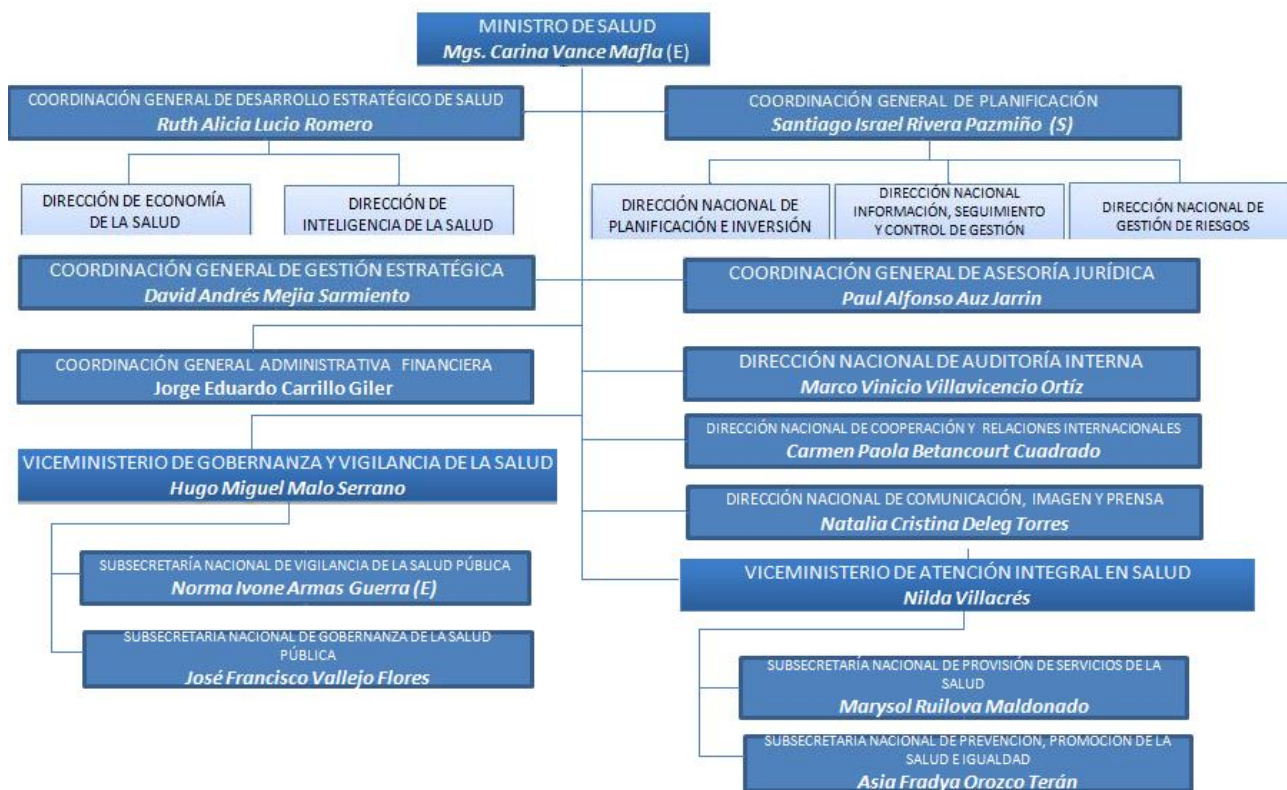 MINISTRO DE SALUD
Mgs. Carina Vance Mafla (E)
COORDINACIÓN GENERAL DE DESARROLLO ESTRATÉGICO DE SALUD
Ruth Alicia Lucio Romero
COORDINACIÓN GENERAL DE PLANIFICACIÓN
Santiago Israel Rivera Pazmiño (S)
DIRECCIÓN DE ECONOMÍA
DE LA SALUD
DIRECCIÓN DE
INTELIGENCIA DE LA SALUD
DIRECCIÓN NACIONAL DE
PLANIFICACIÓN E INVERSIÓN
DIRECCIÓN NACIONAL
INFORMACIÓN, SEGUIMIENTO
Y CONTROL DE GESTIÓN
DIRECCIÓN NACIONAL DE
GESTIÓN DE RIESGOS
COORDINACIÓN GENERAL DE GESTIÓN ESTRATÉGICA
David Andrés Mejia Sarmiento
COORDINACIÓN GENERAL DE ASESORÍA JURÍDICA
Paul Alfonso Auz Jarrin
COORDINACIÓN GENERAL ADMINISTRATIVA FINANCIERA
Jorge Eduardo Carrillo Giler
DIRECCIÓN NACIONAL DE AUDITORÍA INTERNA
Marco Vinicio Villavicencio Ortíz
DIRECCIÓN NACIONAL DE COOPERACIÓN Y RELACIONES INTERNACIONALES
Carmen Paola Betancourt Cuadrado
VICEMINISTERIO DE GOBERNANZA Y VIGILANCIA DE LA SALUD
Hugo Miguel Malo Serrano
DIRECCIÓN NACIONAL DE COMUNICACIÓN, IMAGEN Y PRENSA
Natalia Cristina Deleg Torres
SUBSECRETARÍA NACIONAL DE VIGILANCIA DE LA SALUD PÚBLICA
Norma Ivone Armas Guerra (E)
VICEMINISTERIO DE ATENCIÓN INTEGRAL EN SALUD
Nilda Villacrés
SUBSECRETARIA NACIONAL DE GOBERNANZA DE LA SALUD
PÚBLICA
José Francisco Vallejo Flores
SUBSECRETARÍA NACIONAL DE PROVISIÓN DE SERVICIOS DE LA
SALUD
Marysol Ruilova Maldonado
SUBSECRETARIA NACIONAL DE PREVENCION, PROMOCIÓN DE LA
SALUD E IGUALDAD
Asia Fradya Orozco Terán